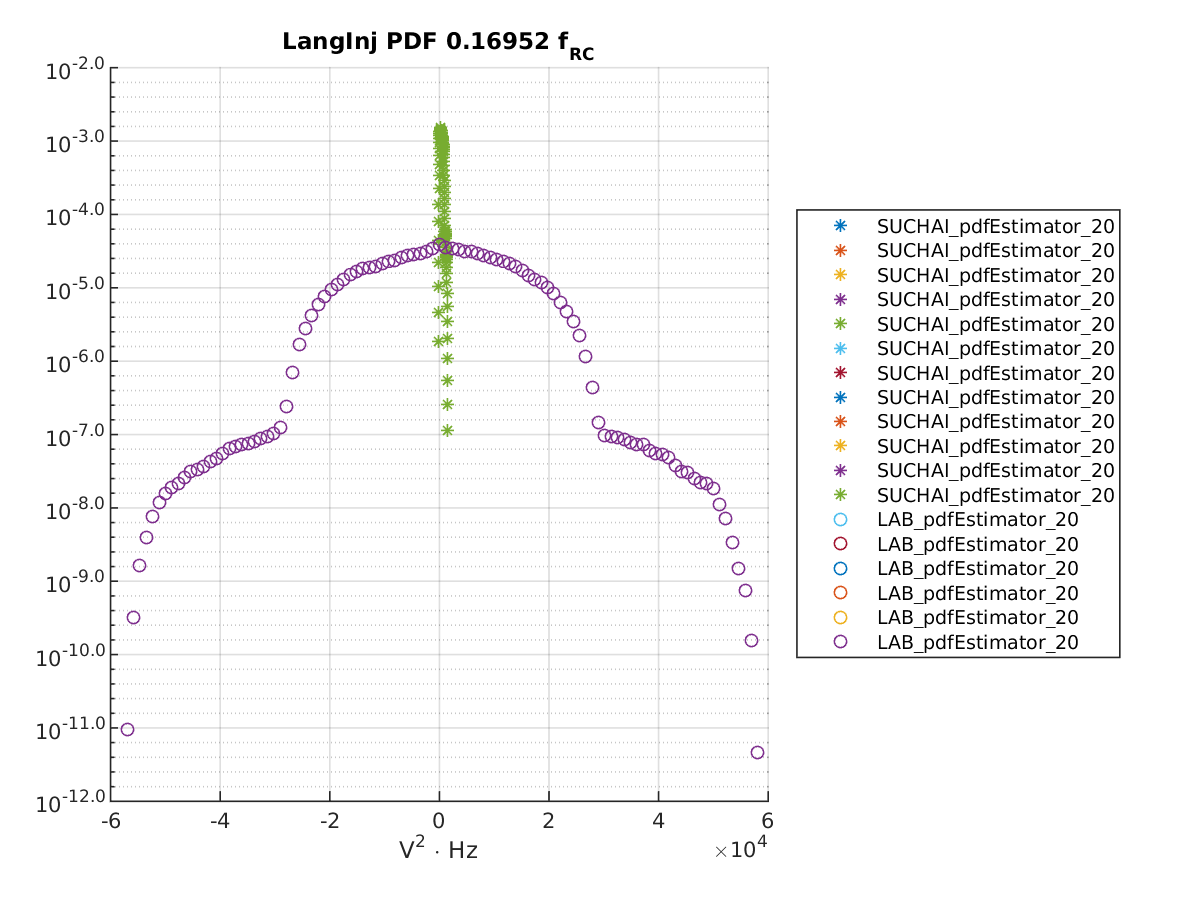 LangInj PDF 0.16952 f_RC
10^-2.0
10^-3.0
10^-4.0
10^-5.0
10^-6.0
10^-7.0
10^-8.0
10^-9.0
10^-10.0
10^-11.0
10^-12.0
-6 -4 -2 0 2 4 6
V² · Hz
×10⁴
SUCHAI_pdfEstimator_20
SUCHAI_pdfEstimator_20
SUCHAI_pdfEstimator_20
SUCHAI_pdfEstimator_20
SUCHAI_pdfEstimator_20
SUCHAI_pdfEstimator_20
SUCHAI_pdfEstimator_20
SUCHAI_pdfEstimator_20
SUCHAI_pdfEstimator_20
SUCHAI_pdfEstimator_20
SUCHAI_pdfEstimator_20
SUCHAI_pdfEstimator_20
LAB_pdfEstimator_20
LAB_pdfEstimator_20
LAB_pdfEstimator_20
LAB_pdfEstimator_20
LAB_pdfEstimator_20
LAB_pdfEstimator_20